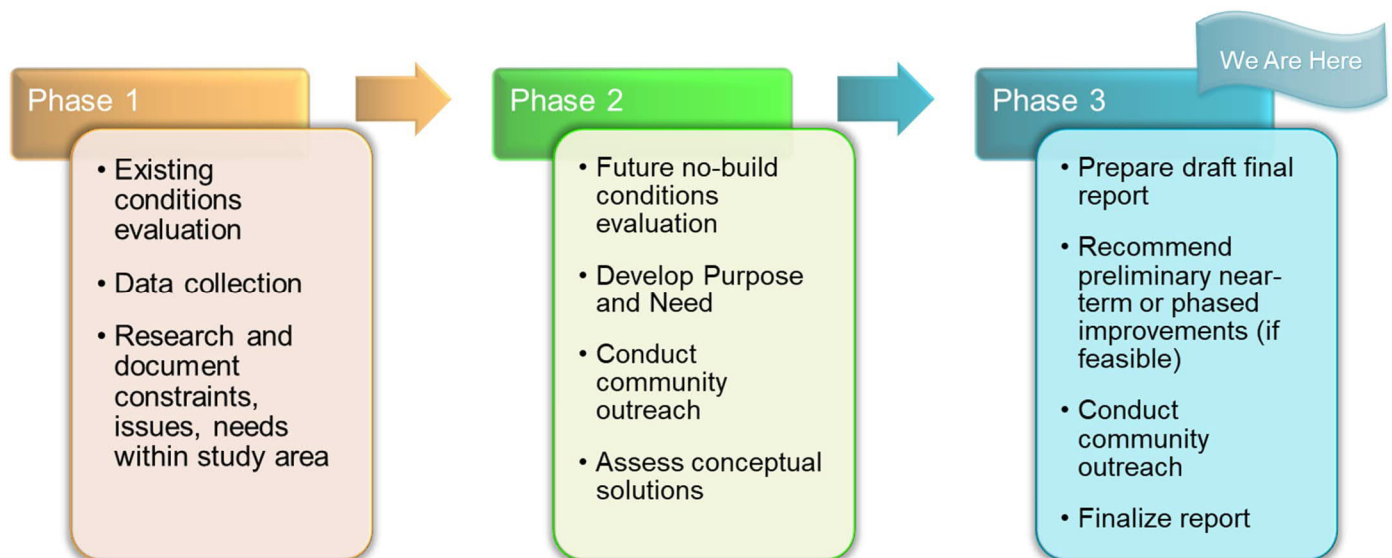 We Are Here
Phase 1
• Existing
conditions
evaluation
• Data collection
• Research and
document
constraints,
issues, needs
within study area
Phase 2
• Future no-build
conditions
evaluation
• Develop Purpose
and Need
• Conduct
community
outreach
• Assess conceptual
solutions
Phase 3
• Prepare draft final
report
• Recommend
preliminary near-
term or phased
improvements (if
feasible)
• Conduct
community
outreach
• Finalize report